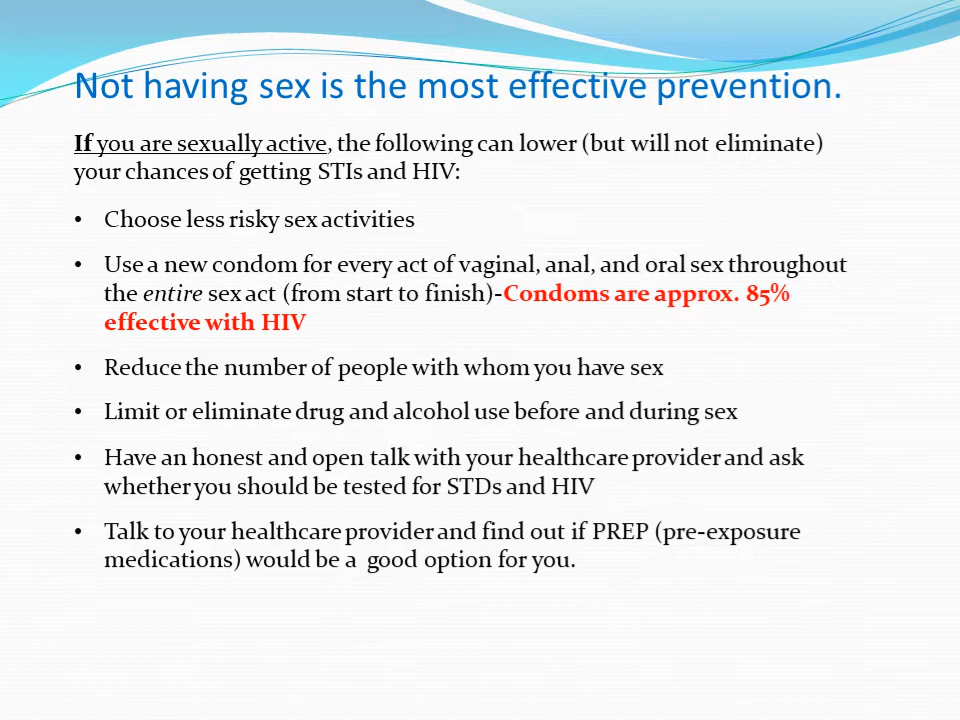 Not having sex is the most effective prevention.
If you are sexually active, the following can lower (but will not eliminate)
your chances of getting STIs and HIV:
• Choose less risky sex activities
• Use a new condom for every act of vaginal, anal, and oral sex throughout
the entire sex act (from start to finish)-Condoms are approx. 85%
effective with HIV
• Reduce the number of people with whom you have sex
• Limit or eliminate drug and alcohol use before and during sex
• Have an honest and open talk with your healthcare provider and ask
whether you should be tested for STDs and HIV
• Talk to your healthcare provider and find out if PREP (pre-exposure
medications) would be a  good option for you.